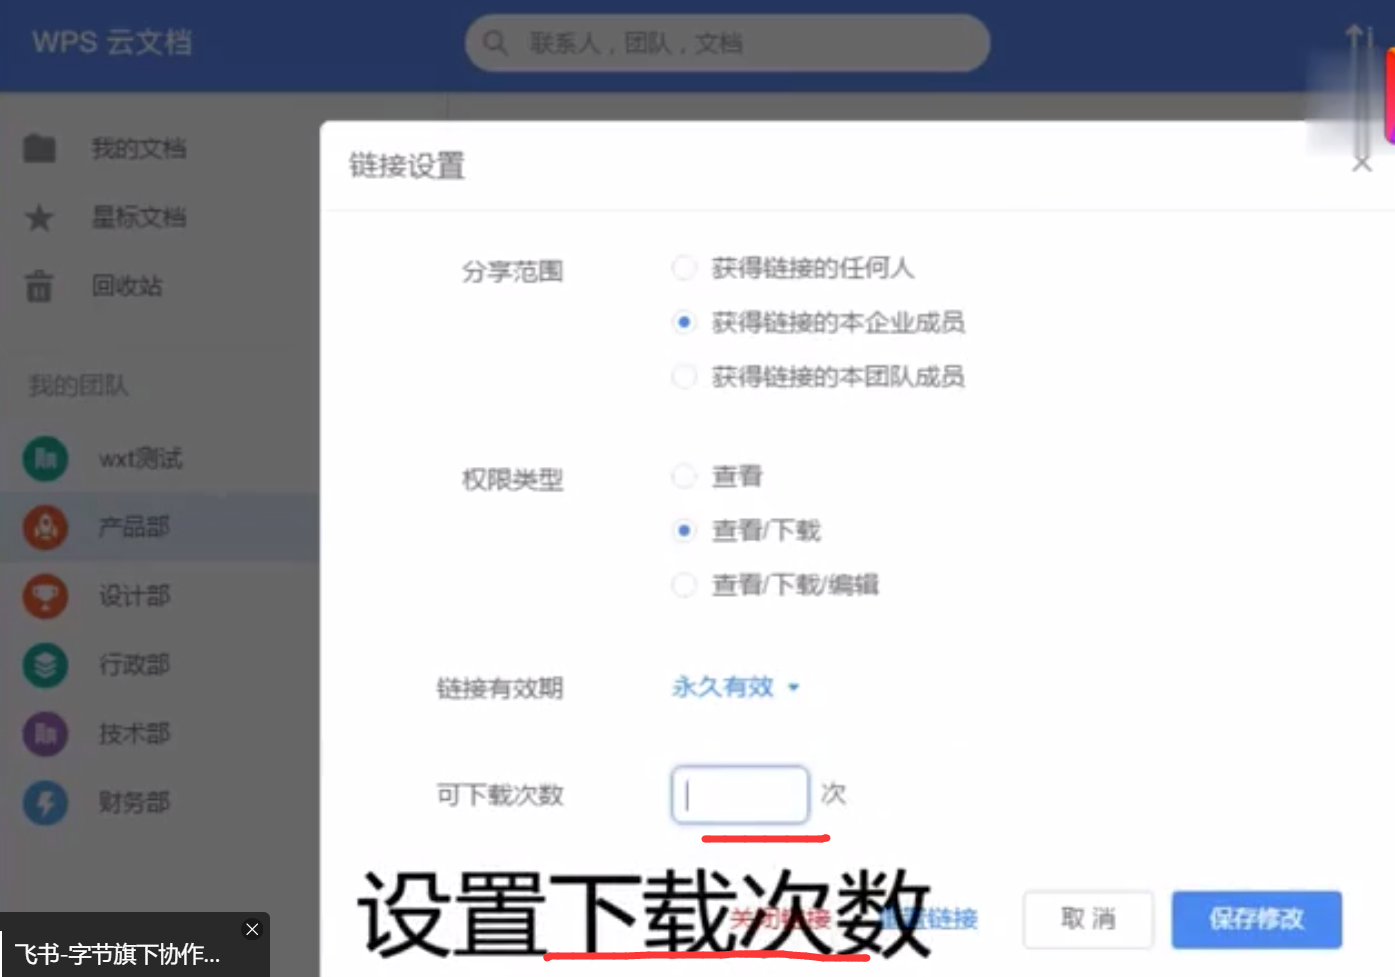 WPS 云文档
联系人，团队，文档
我的文档
星标文档
回收站
我的团队
wxt测试
产品部
设计部
行政部
技术部
财务部
链接设置
分享范围
获得链接的任何人
获得链接的本企业成员
获得链接的本团队成员
权限类型
查看
查看/下载
查看/下载/编辑
链接有效期
永久有效
可下载次数
次
关闭链接
重置链接
取消
保存修改
设置下载次数
飞书-字节旗下协作...